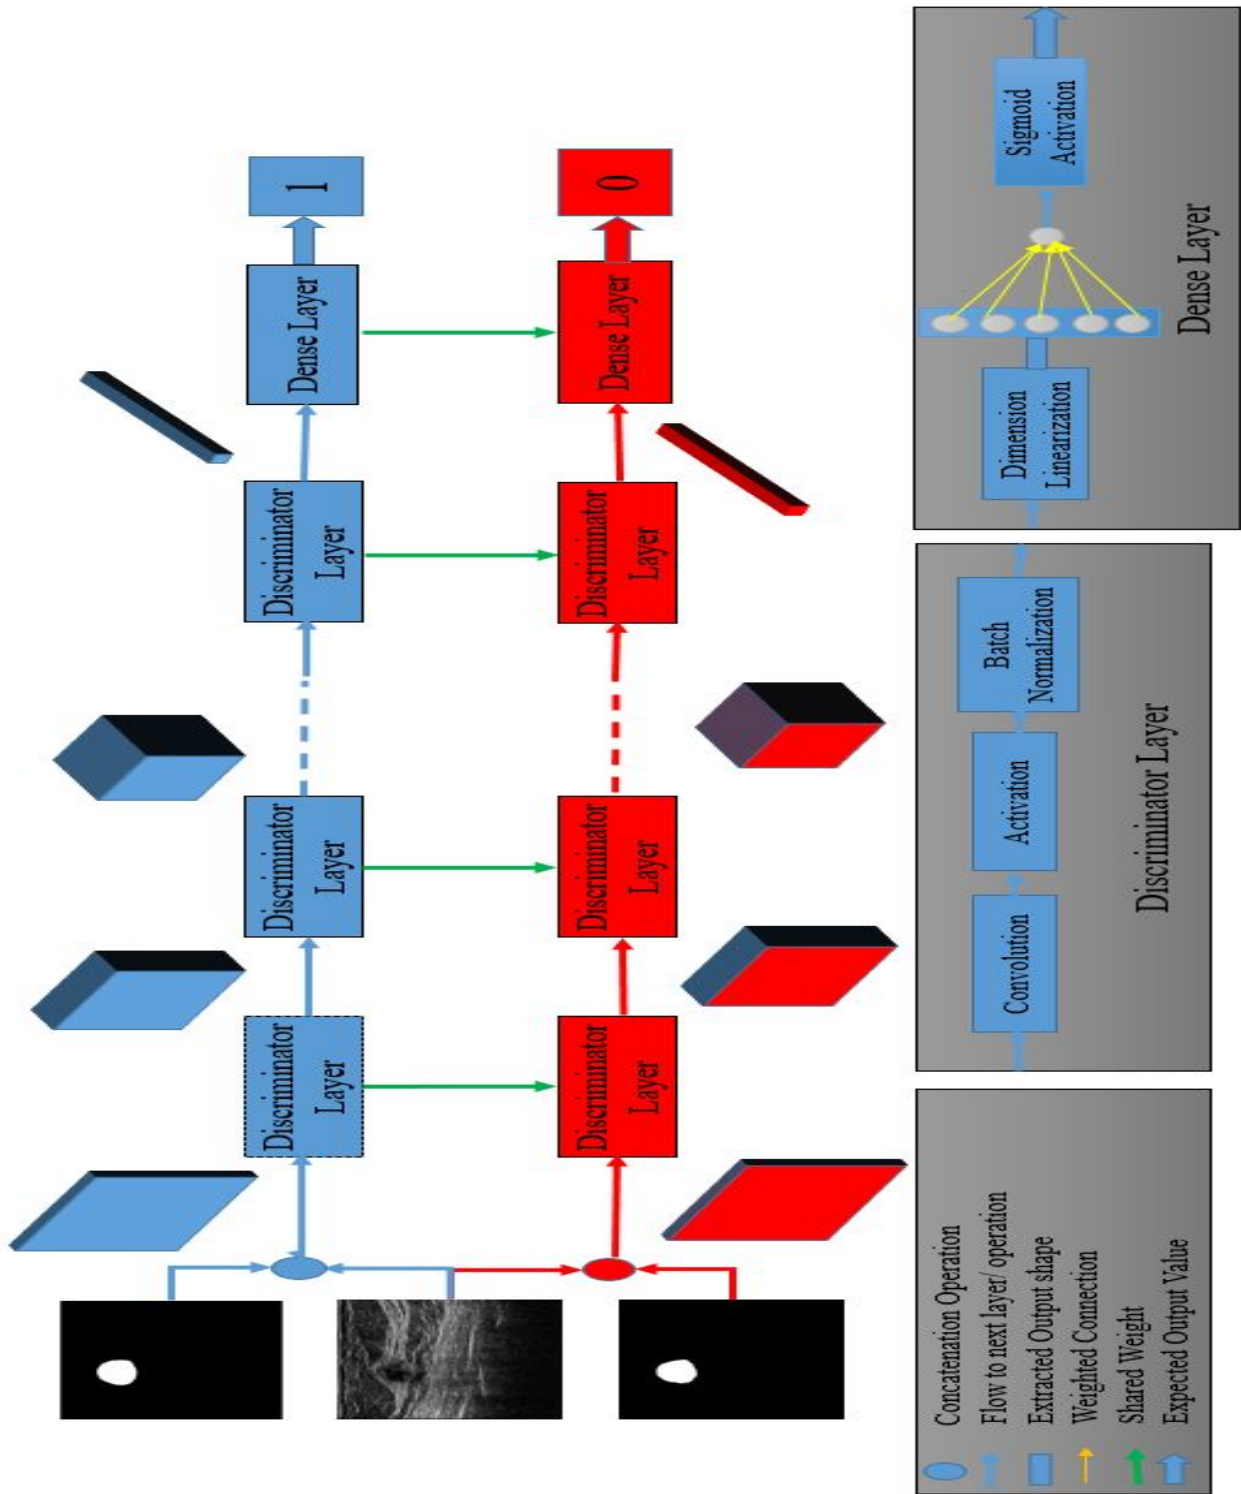 Discriminator
Layer
Discriminator
Layer
Discriminator
Layer
Dense Layer
1
Discriminator
Layer
Discriminator
Layer
Discriminator
Layer
Dense Layer
0
Concatenation Operation
Flow to next layer/ operation
Extracted Output shape
Weighted Connection
Shared Weight
Expected Output Value
Convolution
Activation
Batch
Normalization
Discriminator Layer
Dimension
Linearization
Sigmoid
Activation
Dense Layer